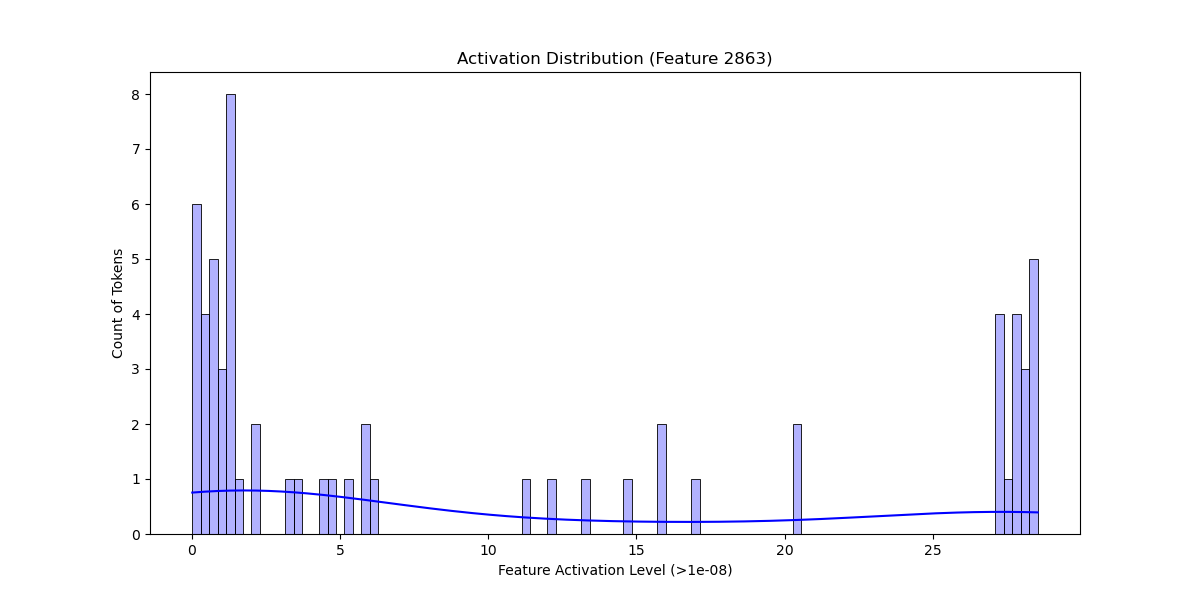 Activation Distribution (Feature 2863)
8
7
6
5
4
3
2
1
0
Count of Tokens
0 5 10 15 20 25
Feature Activation Level (>1e-08)